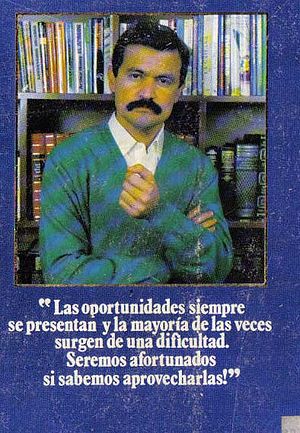 “Las oportunidades siempre
se presentan y la mayoría de las veces
surgen de una dificultad.
Seremos afortunados
si sabemos aprovecharlas!”